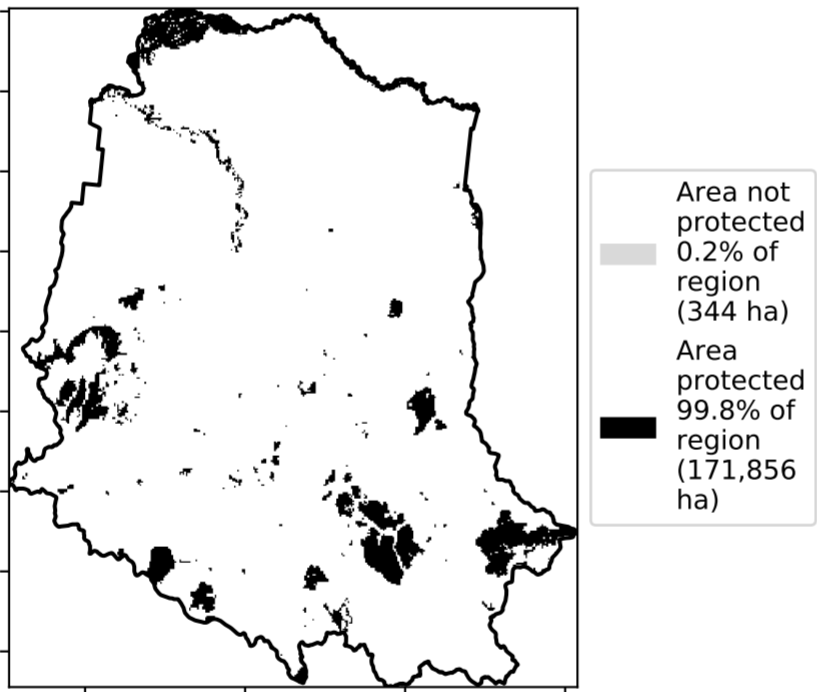 Area not
protected
0.2% of
region
(344 ha)
Area
protected
99.8% of
region
(171,856
ha)